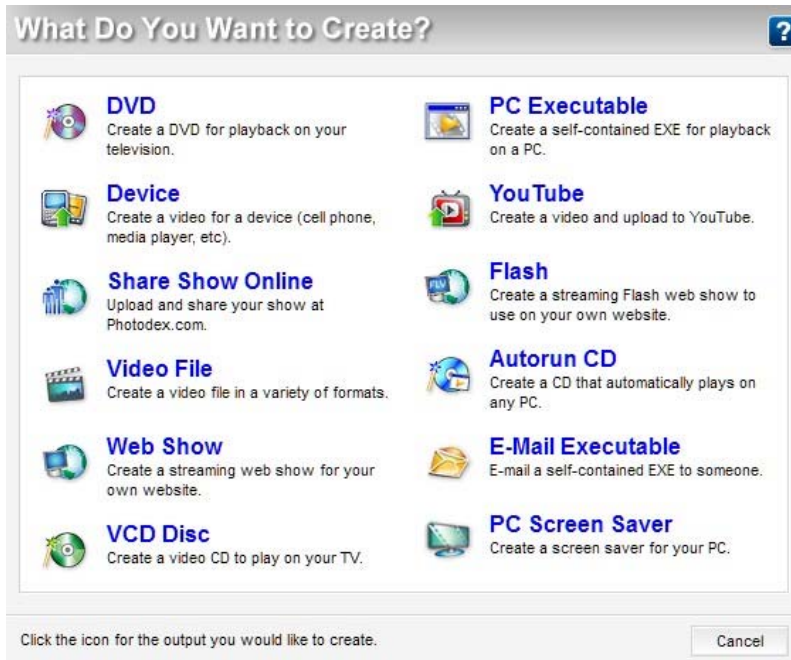 What Do You Want to Create?
?
DVD
Create a DVD for playback on your
television.
Device
Create a video for a device (cell phone,
media player, etc).
Share Show Online
Upload and share your show at
Photodex.com.
Video File
Create a video file in a variety of formats.
Web Show
Create a streaming web show for your
own website.
VCD Disc
Create a video CD to play on your TV.
PC Executable
Create a self-contained EXE for playback
on a PC.
YouTube
Create a video and upload to YouTube.
FLV
Flash
Create a streaming Flash web show to
use on your own website.
Autorun CD
Create a CD that automatically plays on
any PC.
E-Mail Executable
E-mail a self-contained EXE to someone.
PC Screen Saver
Create a screen saver for your PC.
Click the icon for the output you would like to create.
Cancel